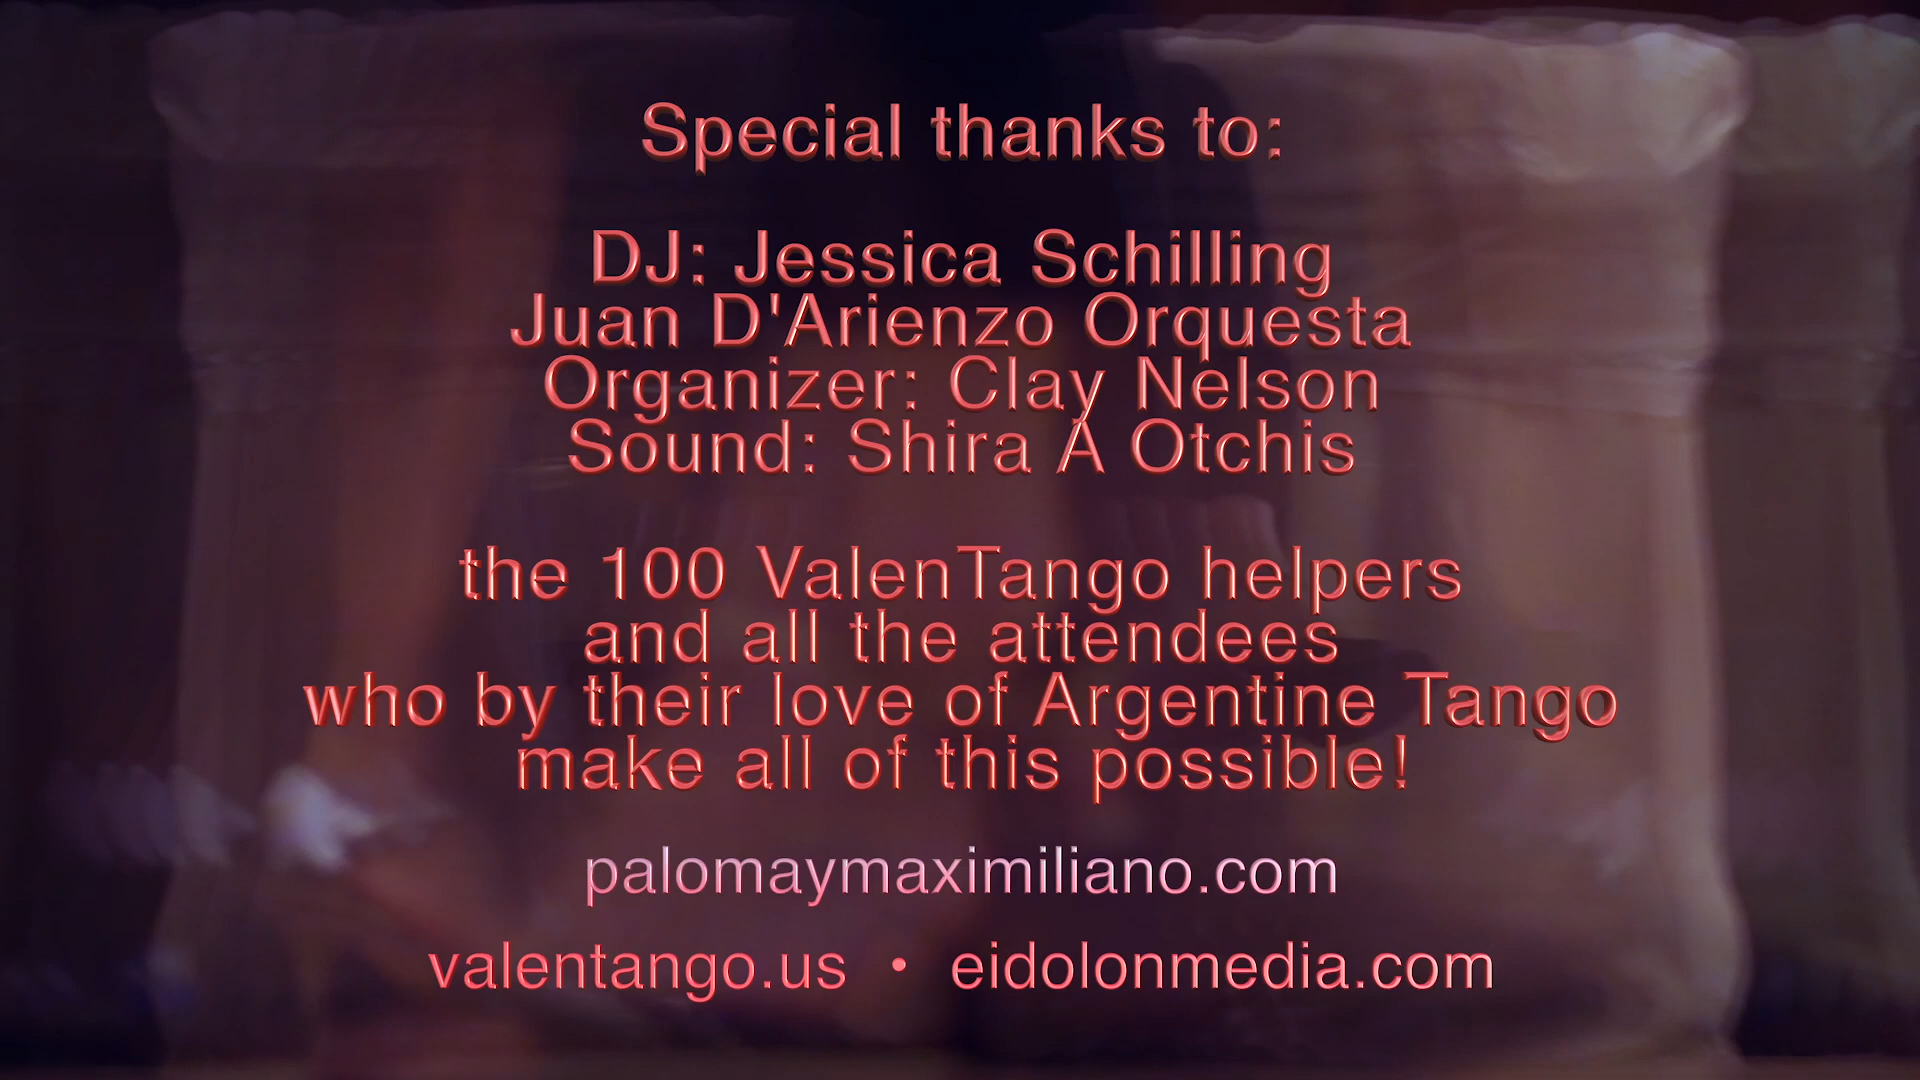 Special thanks to:
DJ: Jessica Schilling
Juan D'Arienzo Orquesta
Organizer: Clay Nelson
Sound: Shira A Otchis
the 100 ValenTango helpers
and all the attendees
who by their love of Argentine Tango
make all of this possible!
palomaymaximiliano.com
valentango.us • eidolonmedia.com